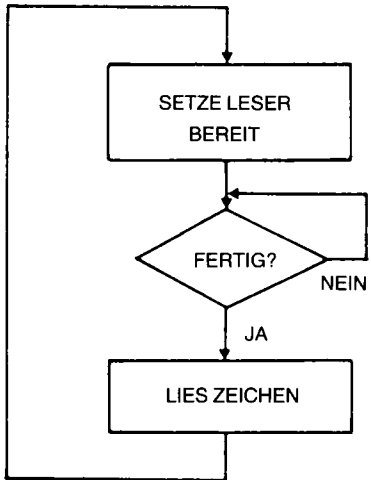 SETZE LESER
BEREIT
FERTIG?
NEIN
JA
LIES ZEICHEN